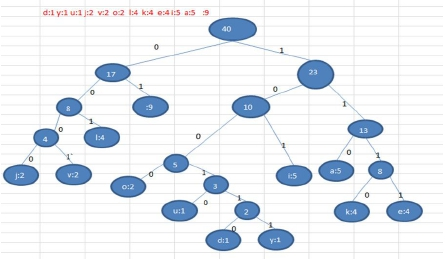 d:1 y:1 u:1 j:2 v:2 o:2 l:4 k:4 e:4 i:5 a:5 :9
40
0 1
17 23
0 1 0 1
8 :9 10 13
0 1 0 1 0 1
4 l:4 5 i:5 a:5 8
0 1 0 1 0 1
j:2 v:2 o:2 3 k:4 e:4
0 1
u:1 2
0 1
d:1 y:1